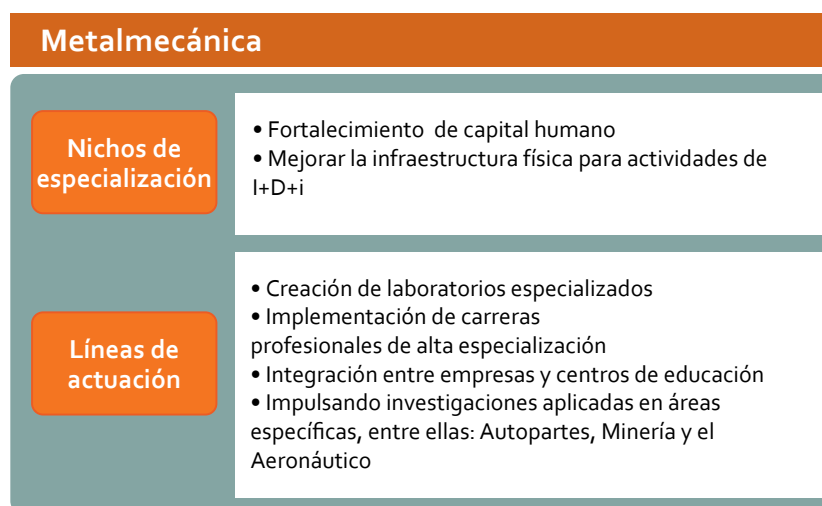 Metalmecánica
Nichos de
especialización
• Fortalecimiento de capital humano
• Mejorar la infraestructura física para actividades de
I+D+i
Líneas de
actuación
• Creación de laboratorios especializados
• Implementación de carreras
profesionales de alta especialización
• Integración entre empresas y centros de educación
• Impulsando investigaciones aplicadas en áreas
específicas, entre ellas: Autopartes, Minería y el
Aeronáutico